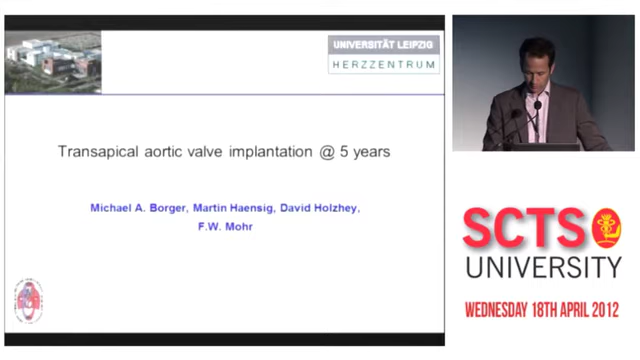 UNIVERSITÄT LEIPZIG
HERZZENTRUM
Transapical aortic valve implantation @ 5 years
Michael A. Borger, Martin Haensig, David Holzhey,
F.W. Mohr
SCTS
UNIVERSITY
WEDNESDAY 18TH APRIL 2012